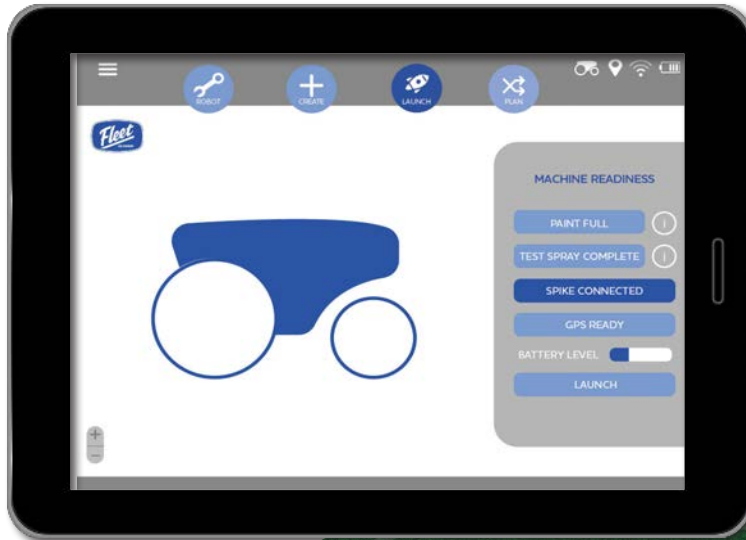 ROBOT
CREATE
LAUNCH
PLAN
Fleet
MACHINE READINESS
PAINT FULL
i
TEST SPRAY COMPLETE
i
SPIKE CONNECTED
GPS READY
BATTERY LEVEL
LAUNCH
+
−